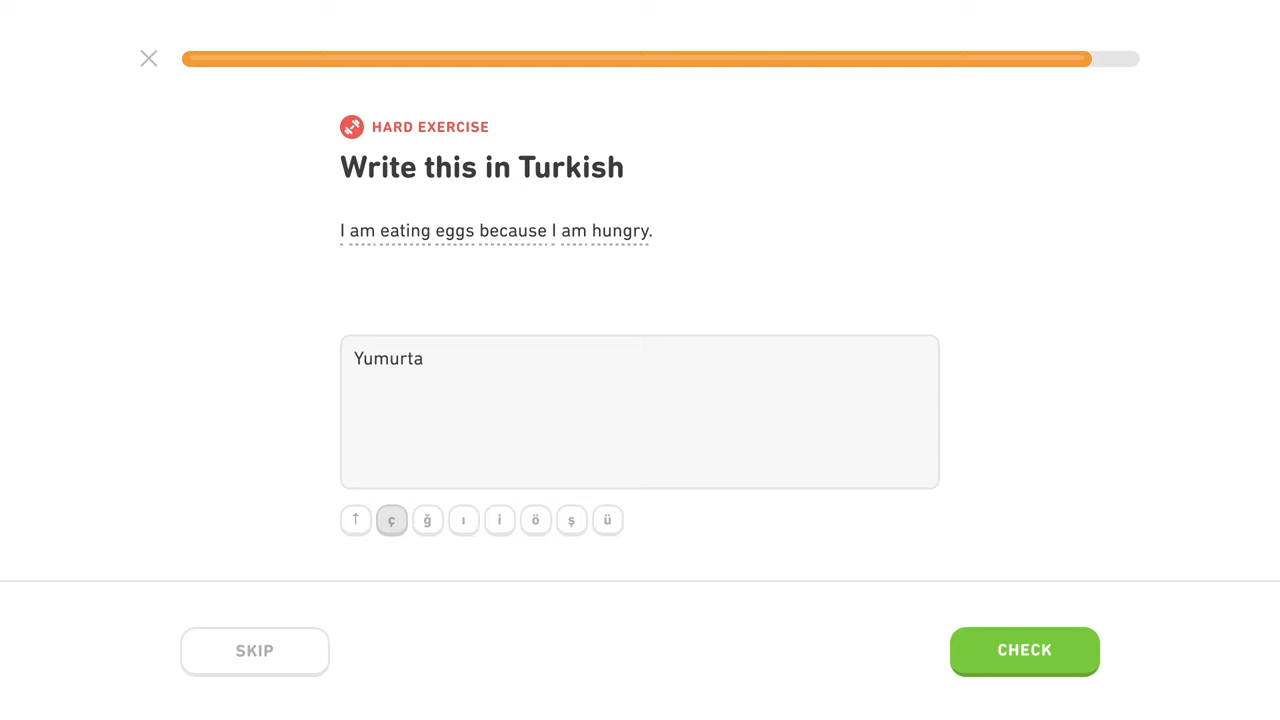 HARD EXERCISE
Write this in Turkish
I am eating eggs because I am hungry.
Yumurta
↑ ç ğ ı i ö ş ü
SKIP
CHECK